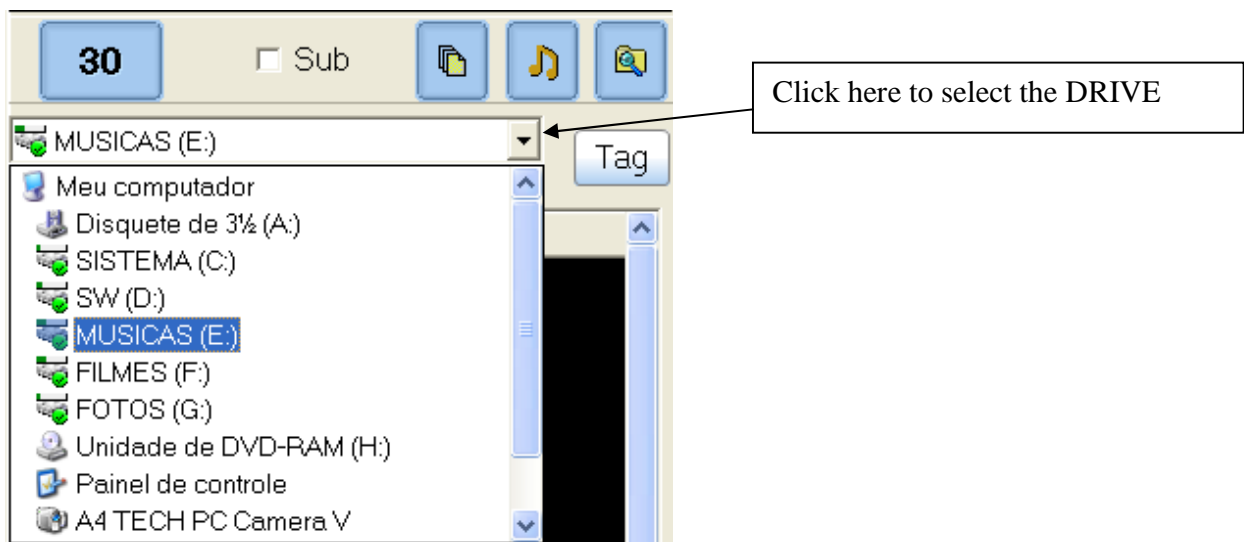 30
Sub
Click here to select the DRIVE
MUSICAS (E:)
Tag
Meu computador
Disquete de 3½ (A:)
SISTEMA (C:)
SW (D:)
MUSICAS (E:)
FILMES (F:)
FOTOS (G:)
Unidade de DVD-RAM (H:)
Painel de controle
A4 TECH PC Camera V